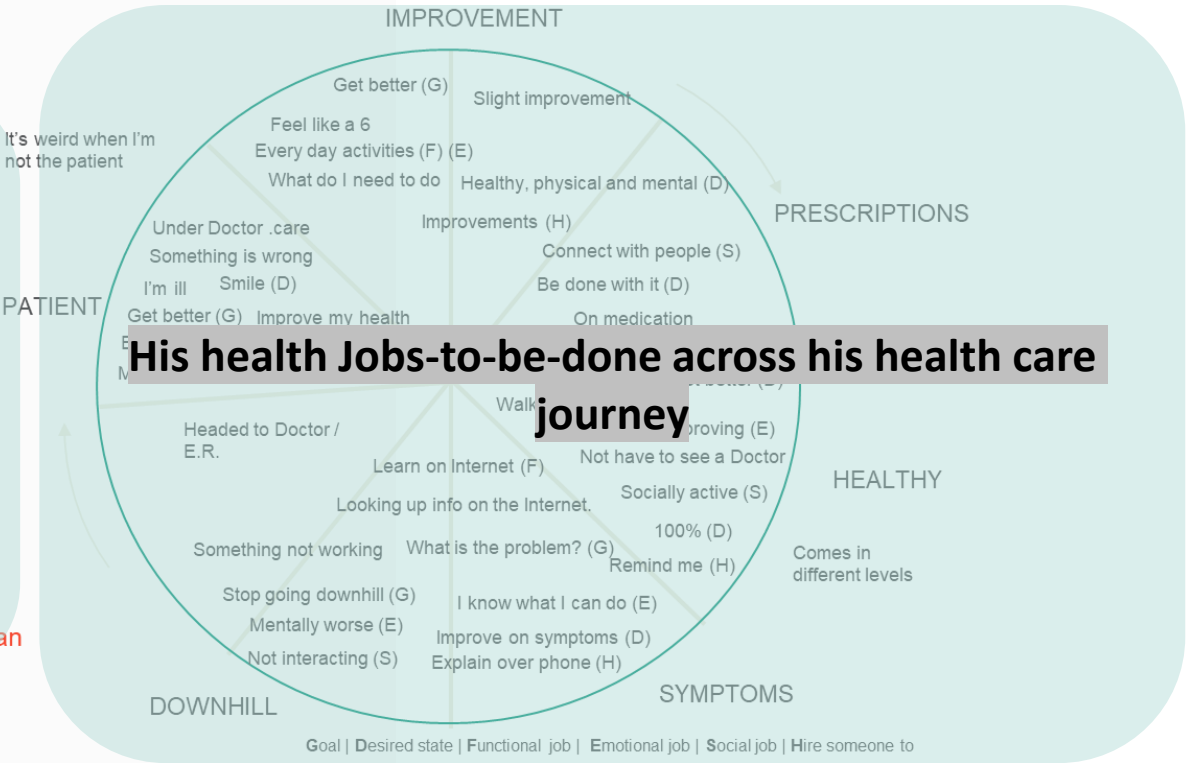 IMPROVEMENT
Get better (G)
Slight improvement
Feel like a 6
Every day activities (F) (E)
What do I need to do
Healthy, physical and mental (D)
Improvements (H)
It's weird when I'm
not the patient
PRESCRIPTIONS
Under Doctor .care
Something is wrong
I'm ill
Smile (D)
Connect with people (S)
Be done with it (D)
PATIENT
Get better (G)
Improve my health
On medication
His health Jobs-to-be-done across his health care
journey
Headed to Doctor /
E.R.
Learn on Internet (F)
Looking up info on the Internet.
(E)
Not have to see a Doctor
Socially active (S)
100% (D)
Remind me (H)
HEALTHY
Comes in
different levels
Something not working
What is the problem? (G)
Stop going downhill (G)
I know what I can do (E)
Mentally worse (E)
Improve on symptoms (D)
Not interacting (S)
Explain over phone (H)
DOWNHILL
SYMPTOMS
Goal | Desired state | Functional job | Emotional job | Social job | Hire someone to